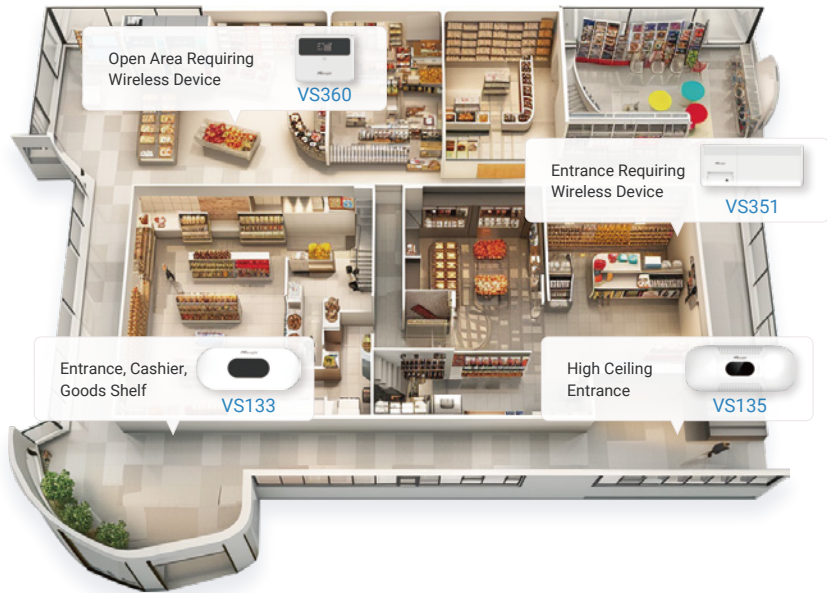 Open Area Requiring
Wireless Device
VS360
Entrance Requiring
Wireless Device
VS351
Entrance, Cashier,
Goods Shelf
VS133
High Ceiling
Entrance
VS135